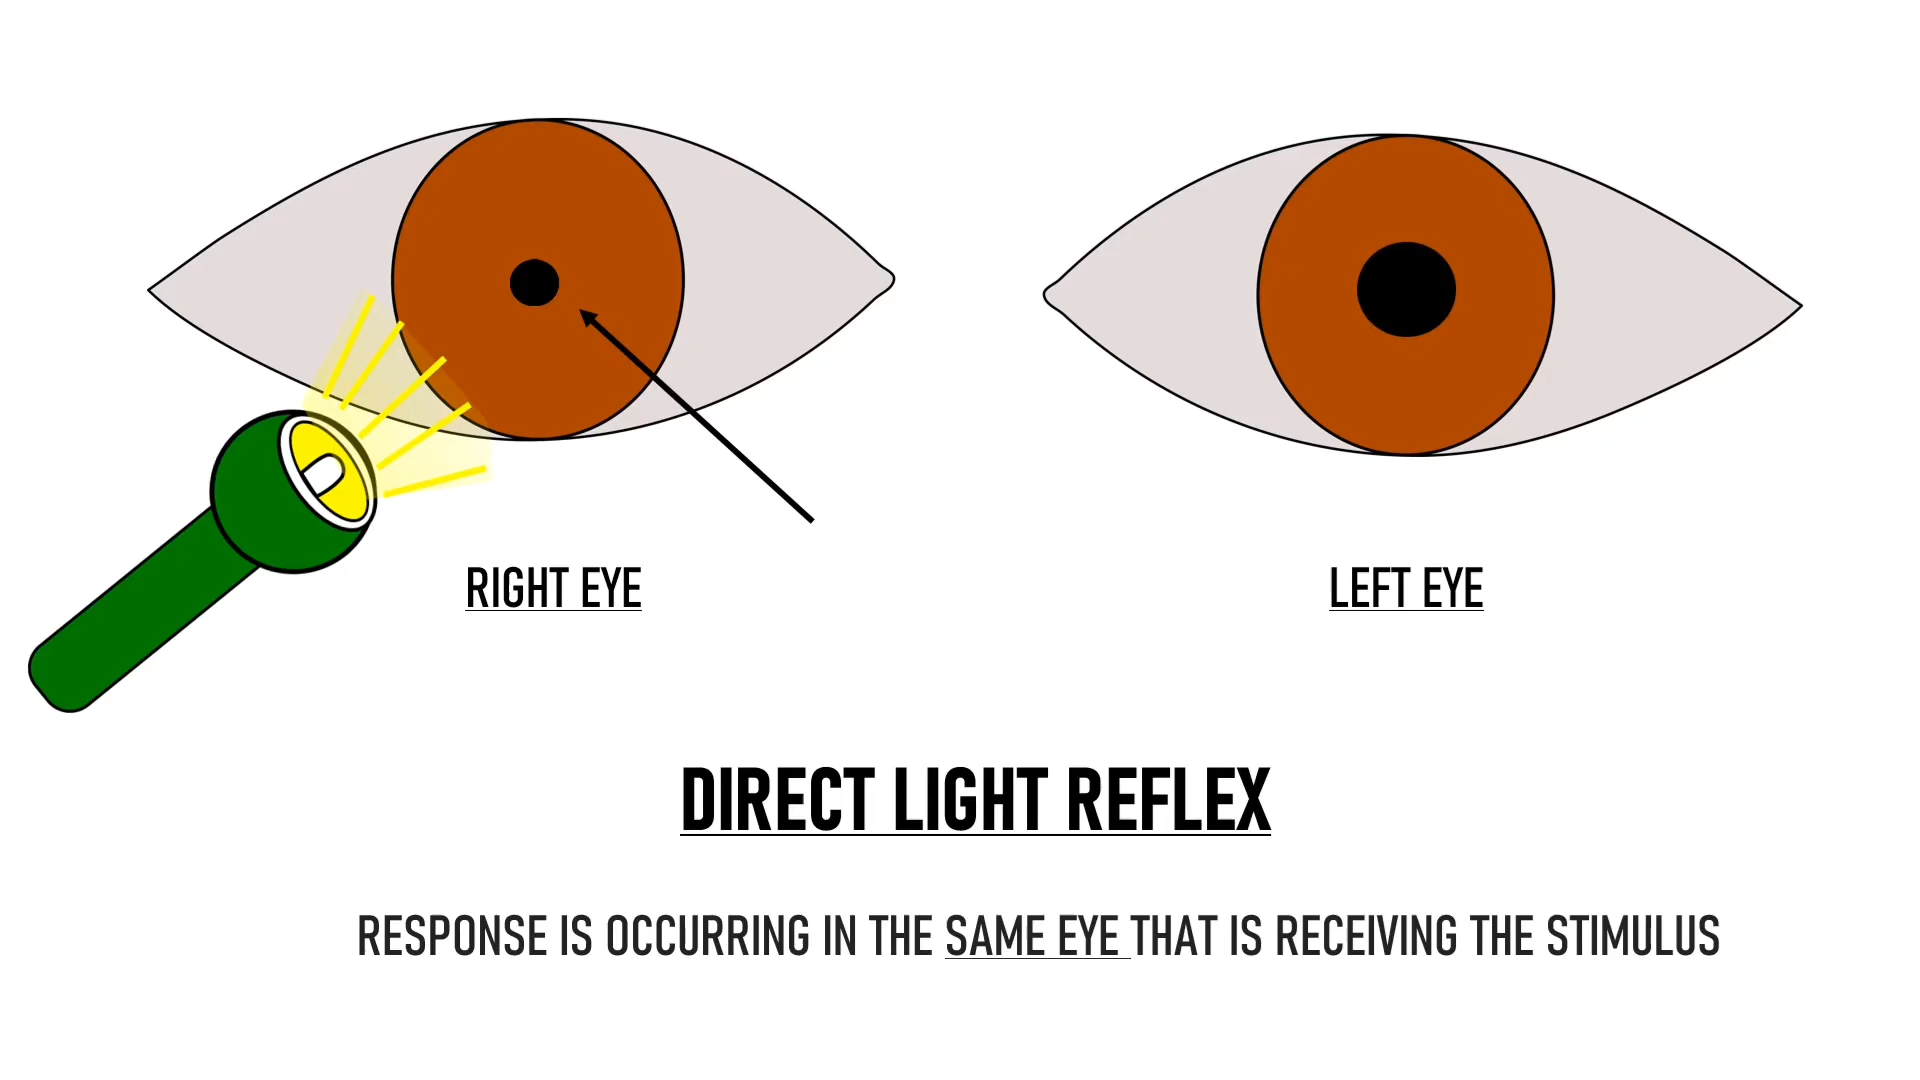 RIGHT EYE
LEFT EYE
DIRECT LIGHT REFLEX
RESPONSE IS OCCURRING IN THE SAME EYE THAT IS RECEIVING THE STIMULUS